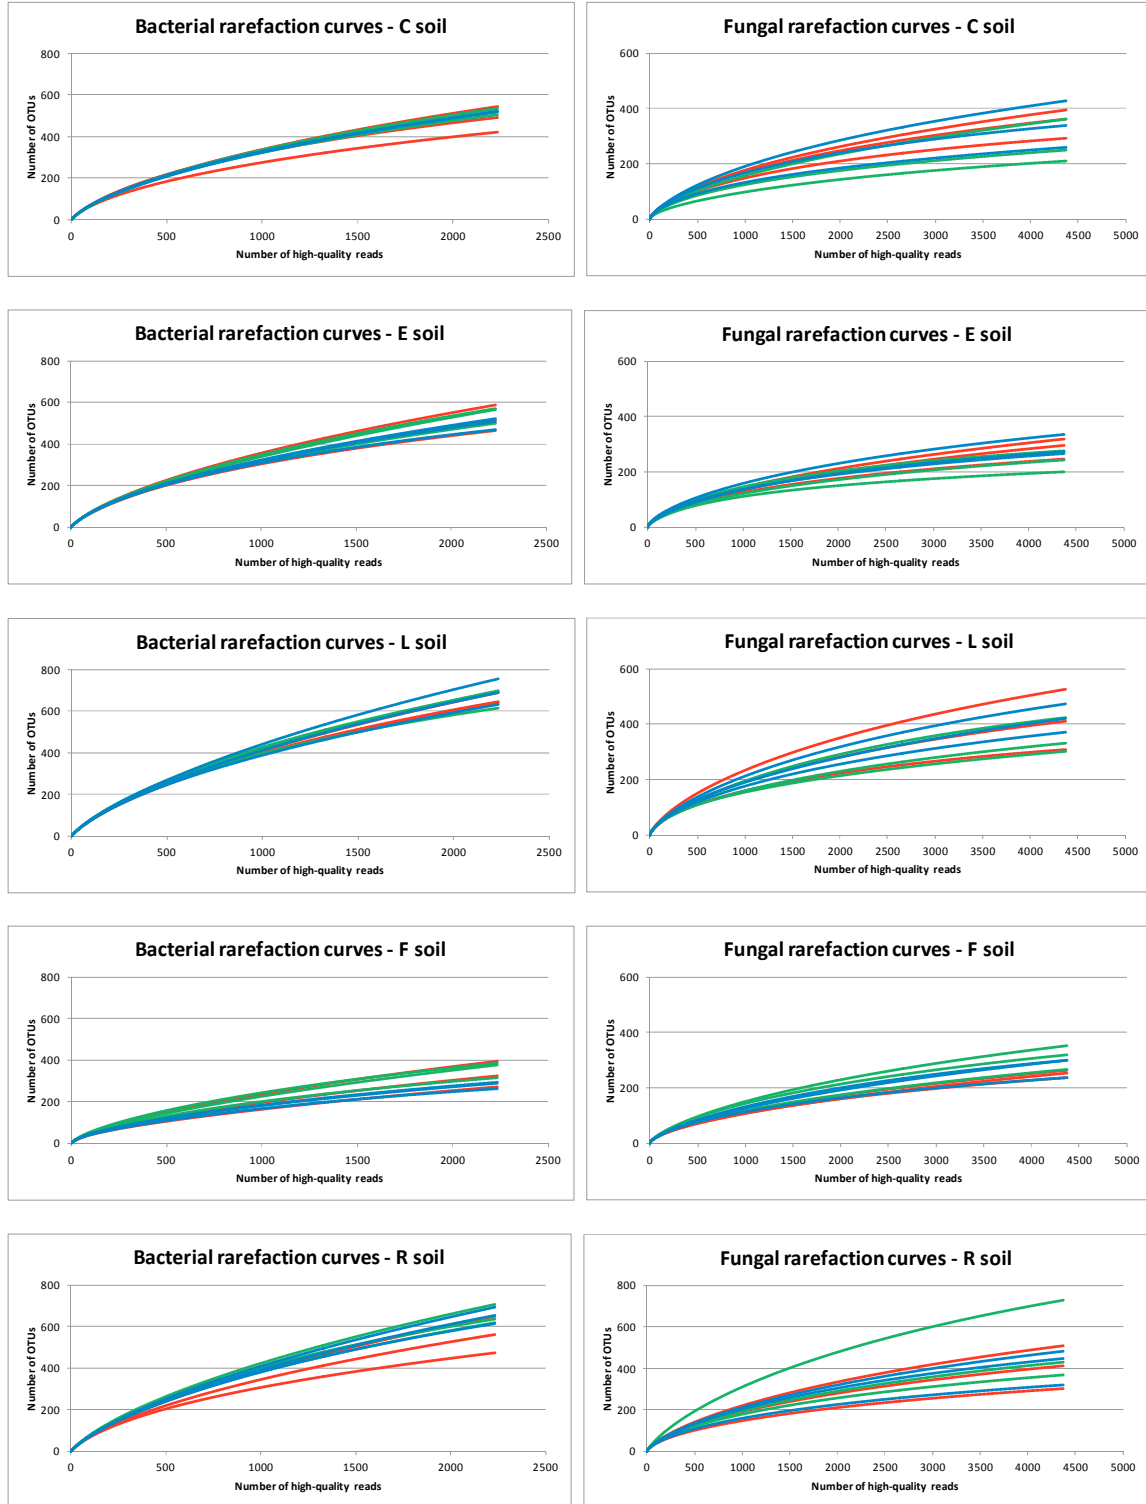 Bacterial rarefaction curves - C soil
Number of OTUs
800
600
400
200
0
0 500 1000 1500 2000 2500
Number of high-quality reads
Fungal rarefaction curves - C soil
Number of OTUs
600
400
200
0
0 500 1000 1500 2000 2500 3000 3500 4000 4500 5000
Number of high-quality reads
Bacterial rarefaction curves - E soil
Number of OTUs
800
600
400
200
0
0 500 1000 1500 2000 2500
Number of high-quality reads
Fungal rarefaction curves - E soil
Number of OTUs
600
400
200
0
0 500 1000 1500 2000 2500 3000 3500 4000 4500 5000
Number of high-quality reads
Bacterial rarefaction curves - L soil
Number of OTUs
800
600
400
200
0
0 500 1000 1500 2000 2500
Number of high-quality reads
Fungal rarefaction curves - L soil
Number of OTUs
600
400
200
0
0 500 1000 1500 2000 2500 3000 3500 4000 4500 5000
Number of high-quality reads
Bacterial rarefaction curves - F soil
Number of OTUs
800
600
400
200
0
0 500 1000 1500 2000 2500
Number of high-quality reads
Fungal rarefaction curves - F soil
Number of OTUs
600
400
200
0
0 500 1000 1500 2000 2500 3000 3500 4000 4500 5000
Number of high-quality reads
Bacterial rarefaction curves - R soil
Number of OTUs
800
600
400
200
0
0 500 1000 1500 2000 2500
Number of high-quality reads
Fungal rarefaction curves - R soil
Number of OTUs
800
600
400
200
0
0 500 1000 1500 2000 2500 3000 3500 4000 4500 5000
Number of high-quality reads